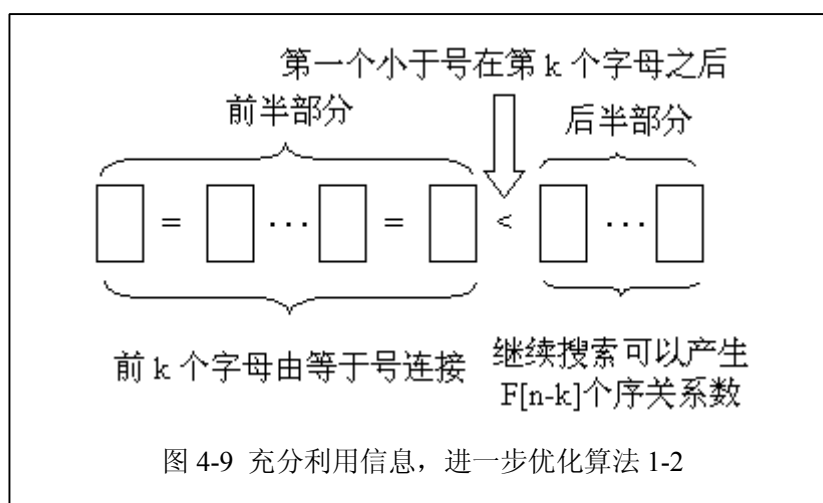 第一个小于号在第 k 个字母之后
前半部分
后半部分
= ··· = < ···
前 k 个字母由等于号连接
继续搜索可以产生
F[n-k]个序关系数
图 4-9 充分利用信息，进一步优化算法 1-2